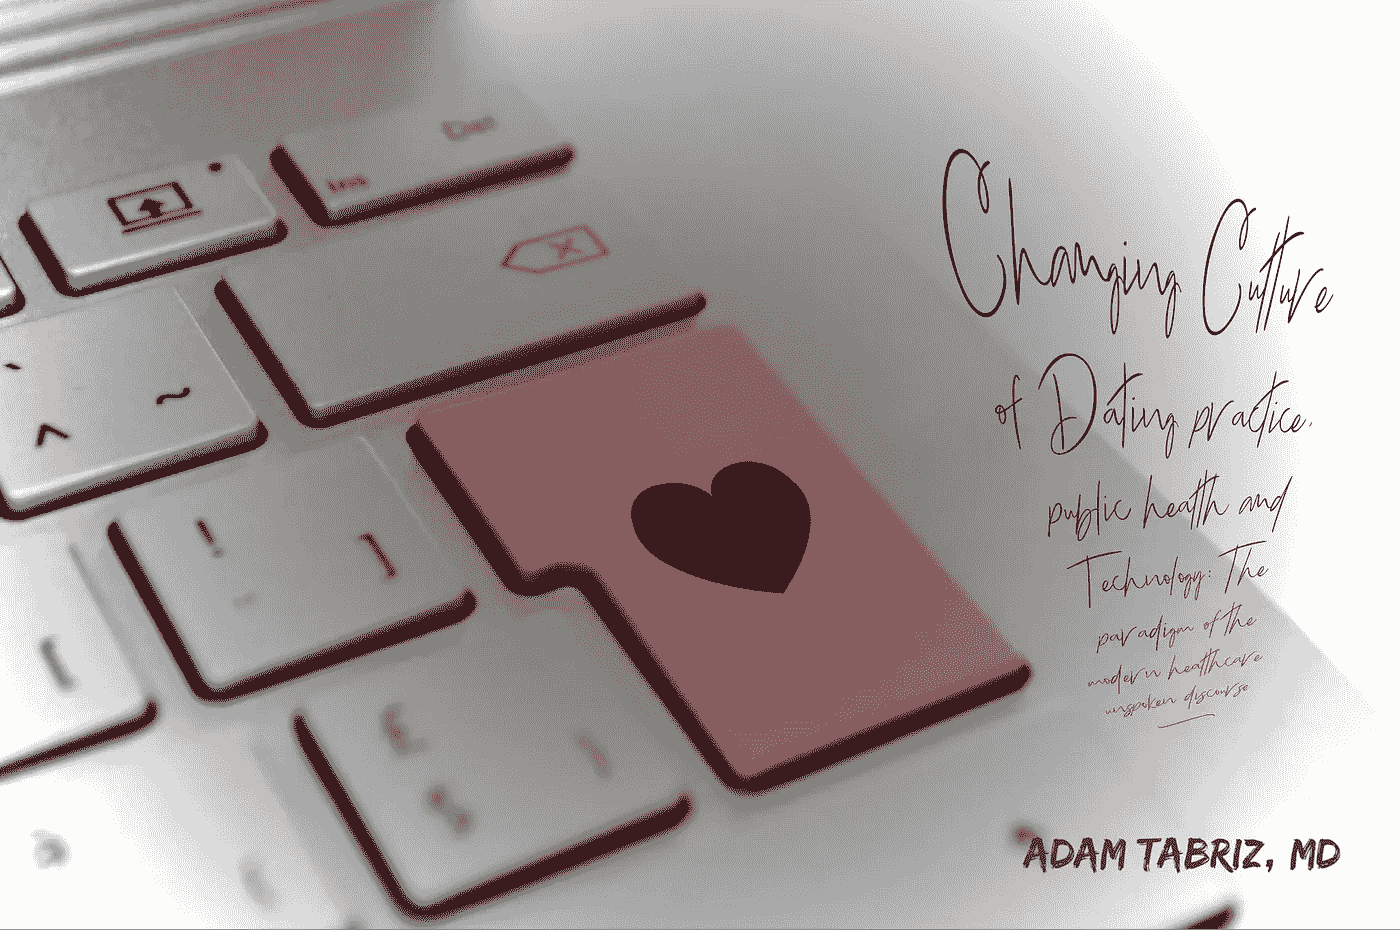 Del
Ins
Changing Culture
of Dating practice,
public health and
Technology: The
paradigm of the
modern healthcare
unspoken discourse
ADAM TABRIZ, MD
` ~
^
! ]
[
£ )
$